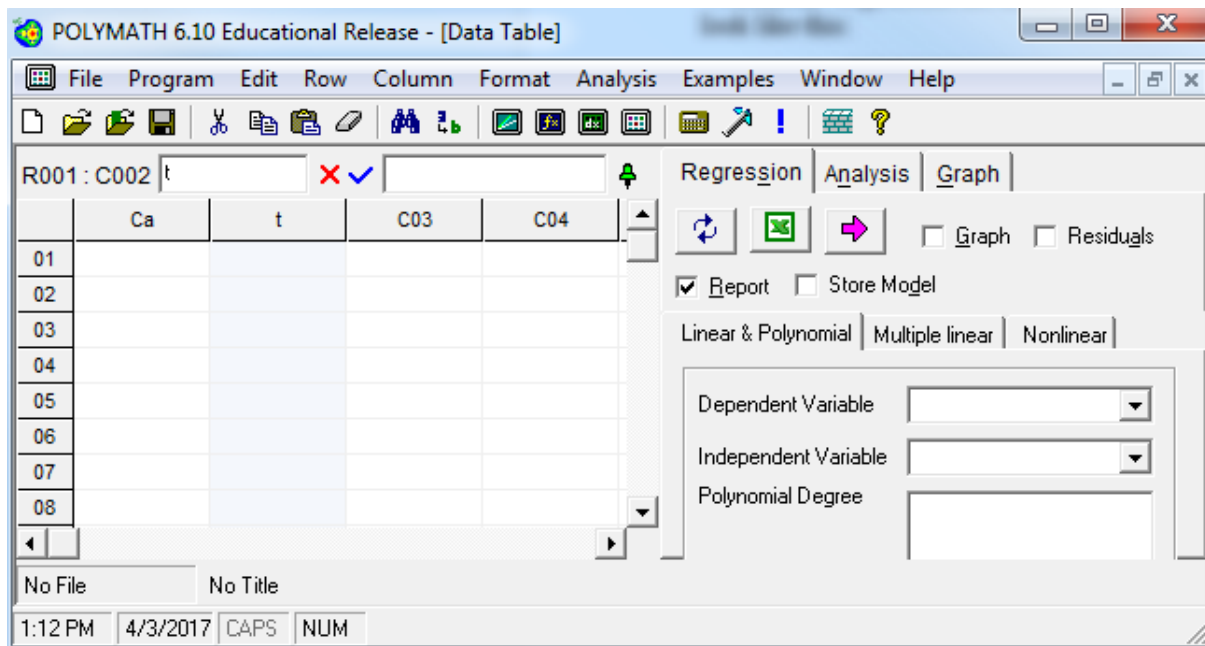 POLYMATH 6.10 Educational Release - [Data Table]
File Program Edit Row Column Format Analysis Examples Window Help
R001 : C002 t
Regression Analysis Graph
Ca t C03 C04
Graph Residuals
01
02
Report Store Model
03
Linear & Polynomial Multiple linear Nonlinear
04
05
Dependent Variable
06
Independent Variable
07
Polynomial Degree
08
No File No Title
1:12 PM 4/3/2017 CAPS NUM